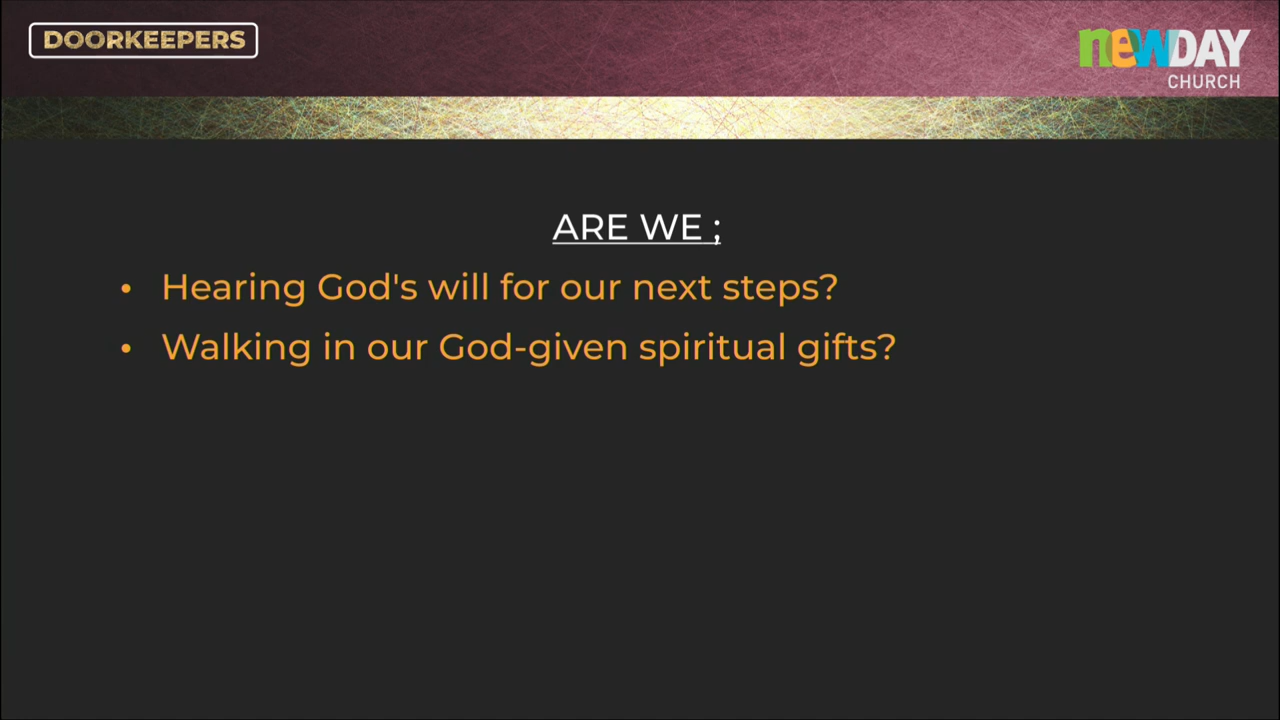 DOORKEEPERS
newDAY
CHURCH
ARE WE ;
• Hearing God's will for our next steps?
• Walking in our God-given spiritual gifts?